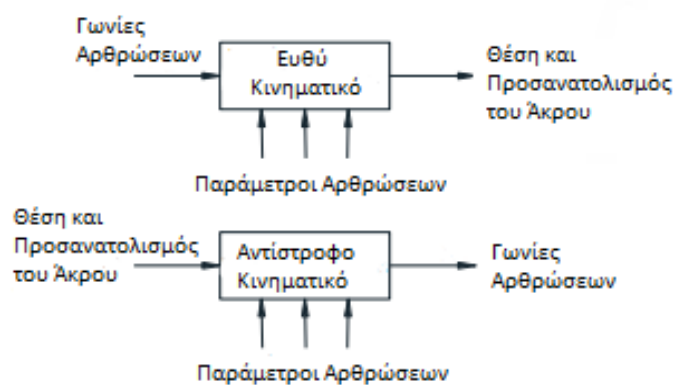 Γωνίες
Αρθρώσεων
Ευθύ
Κινηματικό
Θέση και
Προσανατολισμός
του Άκρου
Παράμετροι Αρθρώσεων
Θέση και
Προσανατολισμός
του Άκρου
Αντίστροφο
Κινηματικό
Γωνίες
Αρθρώσεων
Παράμετροι Αρθρώσεων